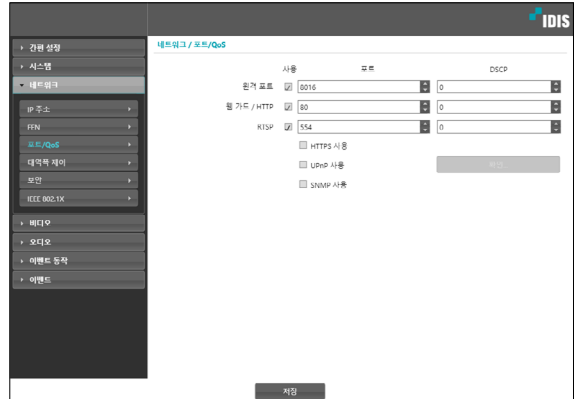 IDIS
간편 설정
시스템
네트워크
IP 주소
FEN
포트/QoS
대역폭 제어
보안
IEEE 802.1X
비디오
오디오
이벤트 동작
이벤트
네트워크 / 포트/QoS
사용 포트 DSCP
원격 포트 8016 0
웹 가드 / HTTP 80 0
RTSP 554 0
HTTPS 사용
UPnP 사용
SNMP 사용
저장